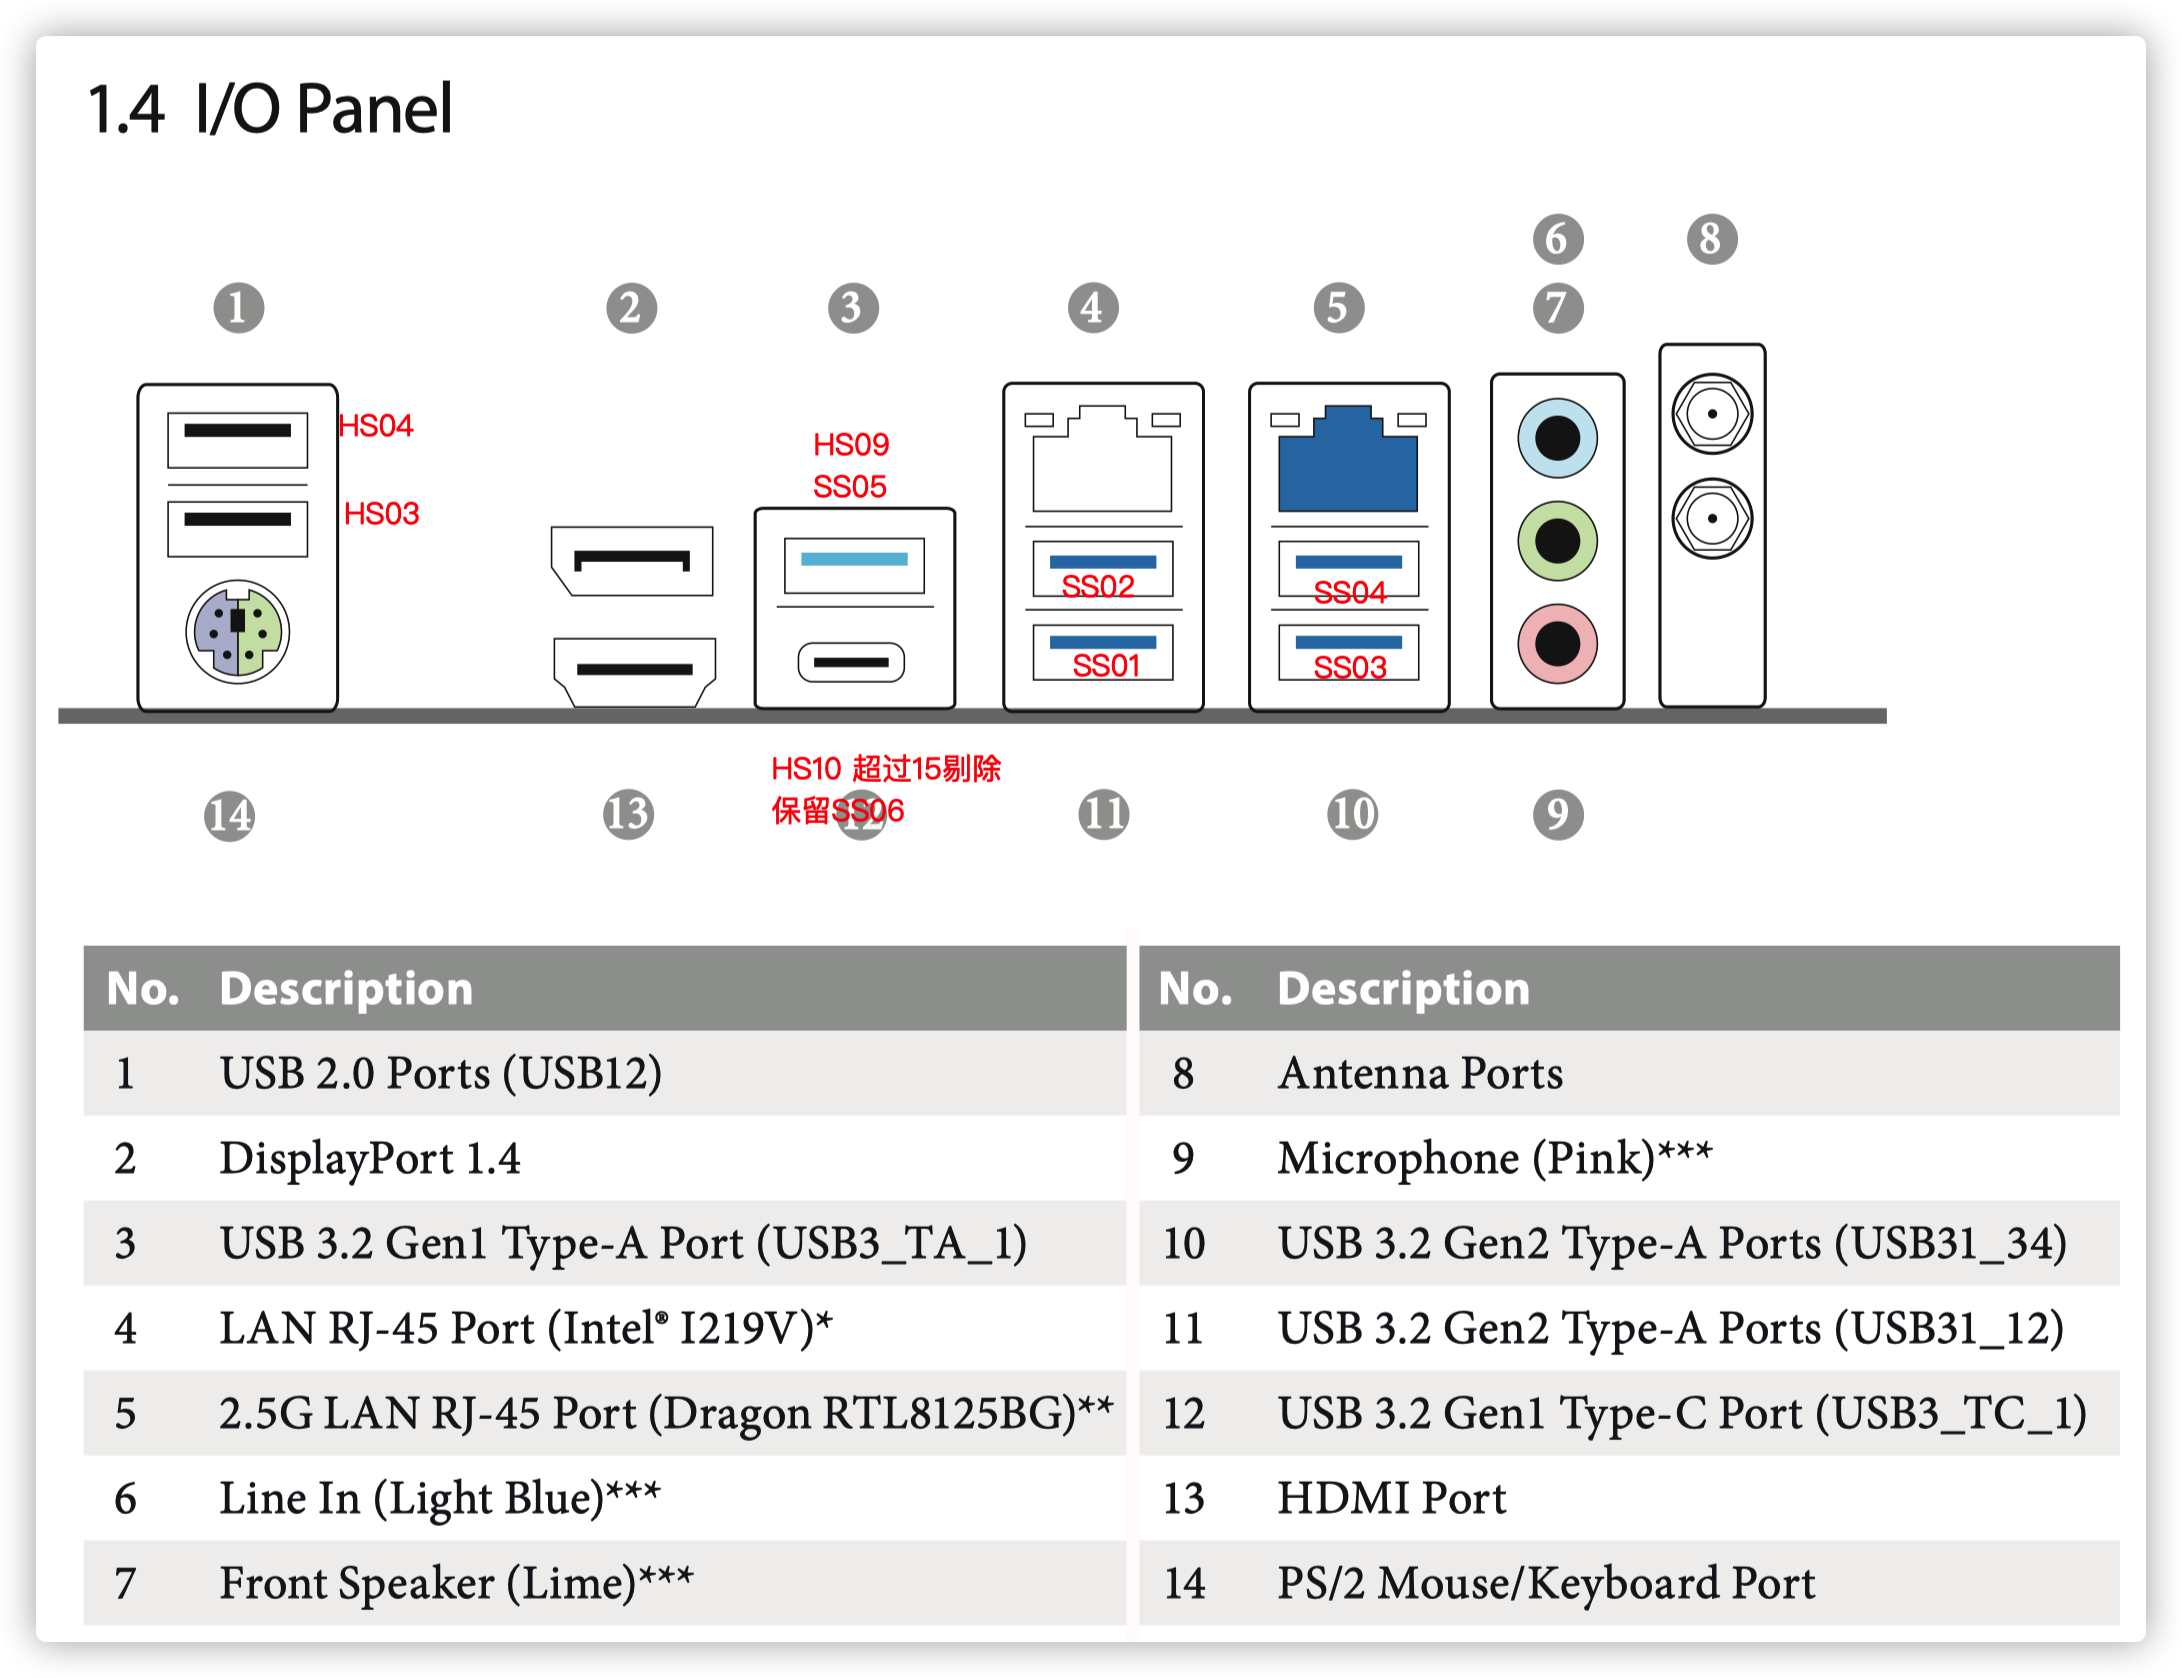 1.4 I/O Panel
6 8
1 2 3 4 5 7
HS04
HS09
SS05
HS03
SS02
SS04
SS01
SS03
HS10 超过15剔除
保留SS06
14 13 12 11 10 9
No. Description
1 USB 2.0 Ports (USB12)
2 DisplayPort 1.4
3 USB 3.2 Gen1 Type-A Port (USB3_TA_1)
4 LAN RJ-45 Port (Intel® I219V)*
5 2.5G LAN RJ-45 Port (Dragon RTL8125BG)**
6 Line In (Light Blue)***
7 Front Speaker (Lime)***
No. Description
8 Antenna Ports
9 Microphone (Pink)***
10 USB 3.2 Gen2 Type-A Ports (USB31_34)
11 USB 3.2 Gen2 Type-A Ports (USB31_12)
12 USB 3.2 Gen1 Type-C Port (USB3_TC_1)
13 HDMI Port
14 PS/2 Mouse/Keyboard Port